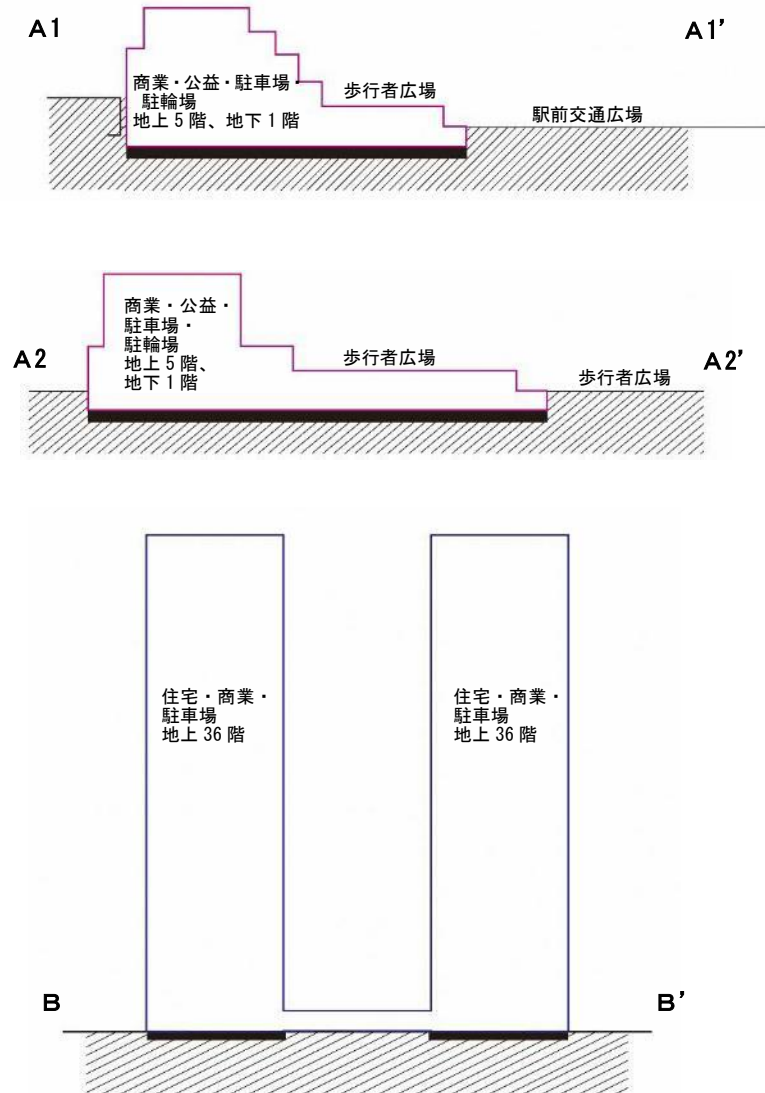 A1
A1'
商業・公益・駐車場・
駐輪場
地上5階、地下1階
歩行者広場
駅前交通広場
A2
A2'
商業・公益・
駐車場・
駐輪場
地上5階、
地下1階
歩行者広場
歩行者広場
住宅・商業・
駐車場
地上36階
住宅・商業・
駐車場
地上36階
B
B'